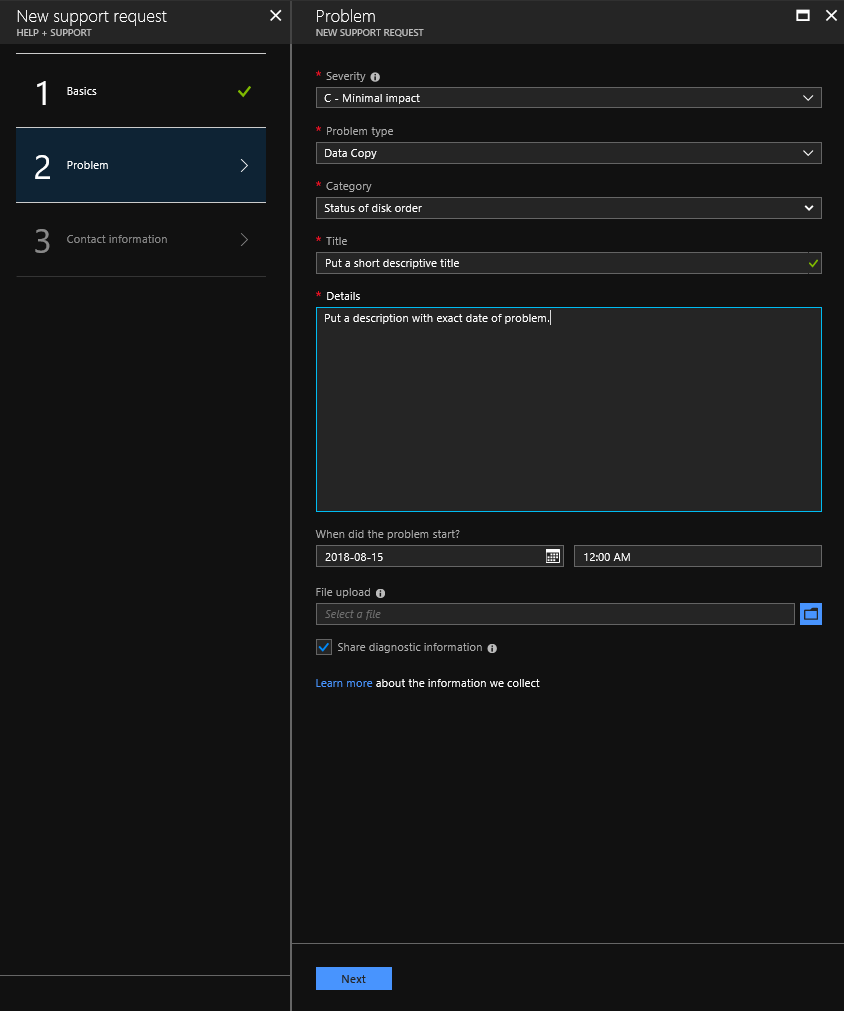 New support request
HELP + SUPPORT
1 Basics
2 Problem
3 Contact information
Problem
NEW SUPPORT REQUEST
* Severity
C - Minimal impact
* Problem type
Data Copy
* Category
Status of disk order
* Title
Put a short descriptive title
* Details
Put a description with exact date of problem.
When did the problem start?
2018-08-15 12:00 AM
File upload
Select a file
Share diagnostic information
Learn more about the information we collect
Next